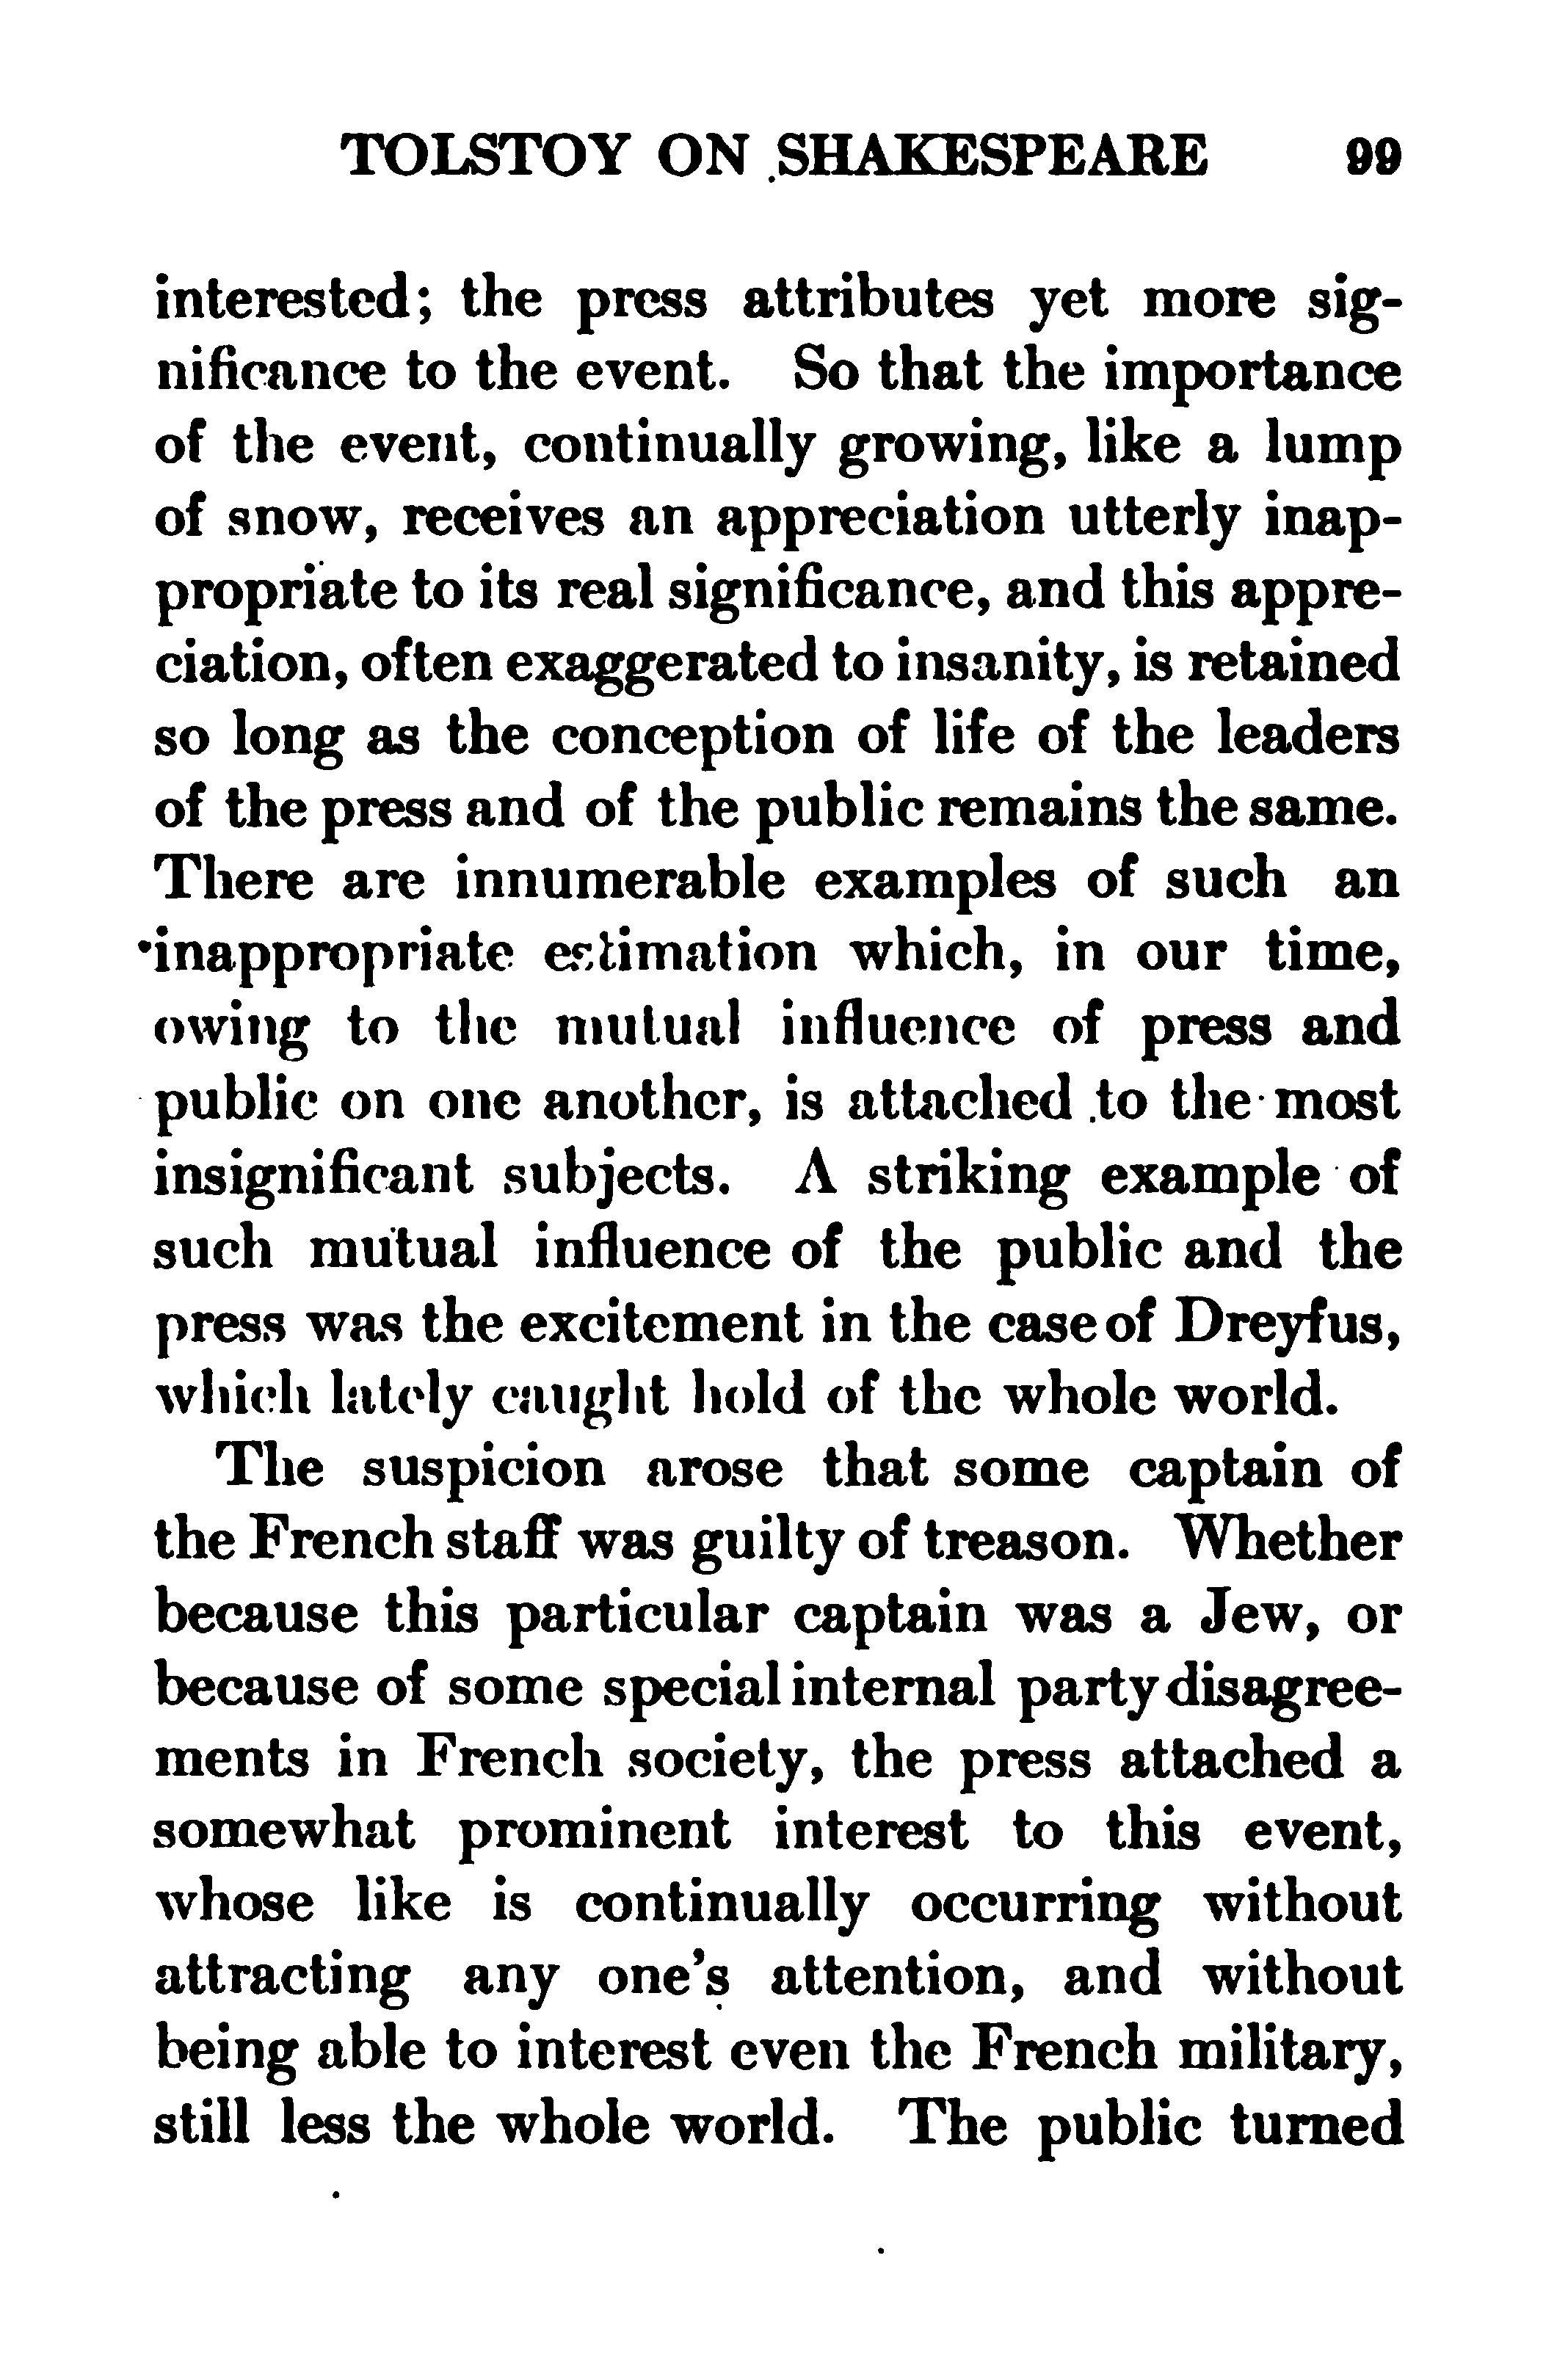 TOLSTOY ON SHAKESPEARE 99
interested; the press attributes yet more sig-
nificance to the event. So that the importance
of the event, continually growing, like a lump
of snow, receives an appreciation utterly inap-
propriate to its real significance, and this appre-
ciation, often exaggerated to insanity, is retained
so long as the conception of life of the leaders
of the press and of the public remains the same.
There are innumerable examples of such an
inappropriate estimation which, in our time,
owing to the mutual influence of press and
public on one another, is attached to the most
insignificant subjects. A striking example of
such mutual influence of the public and the
press was the excitement in the case of Dreyfus,
which lately caught hold of the whole world.
The suspicion arose that some captain of
the French staff was guilty of treason. Whether
because this particular captain was a Jew, or
because of some special internal party disagree-
ments in French society, the press attached a
somewhat prominent interest to this event,
whose like is continually occurring without
attracting any one's attention, and without
being able to interest even the French military,
still less the whole world. The public turned